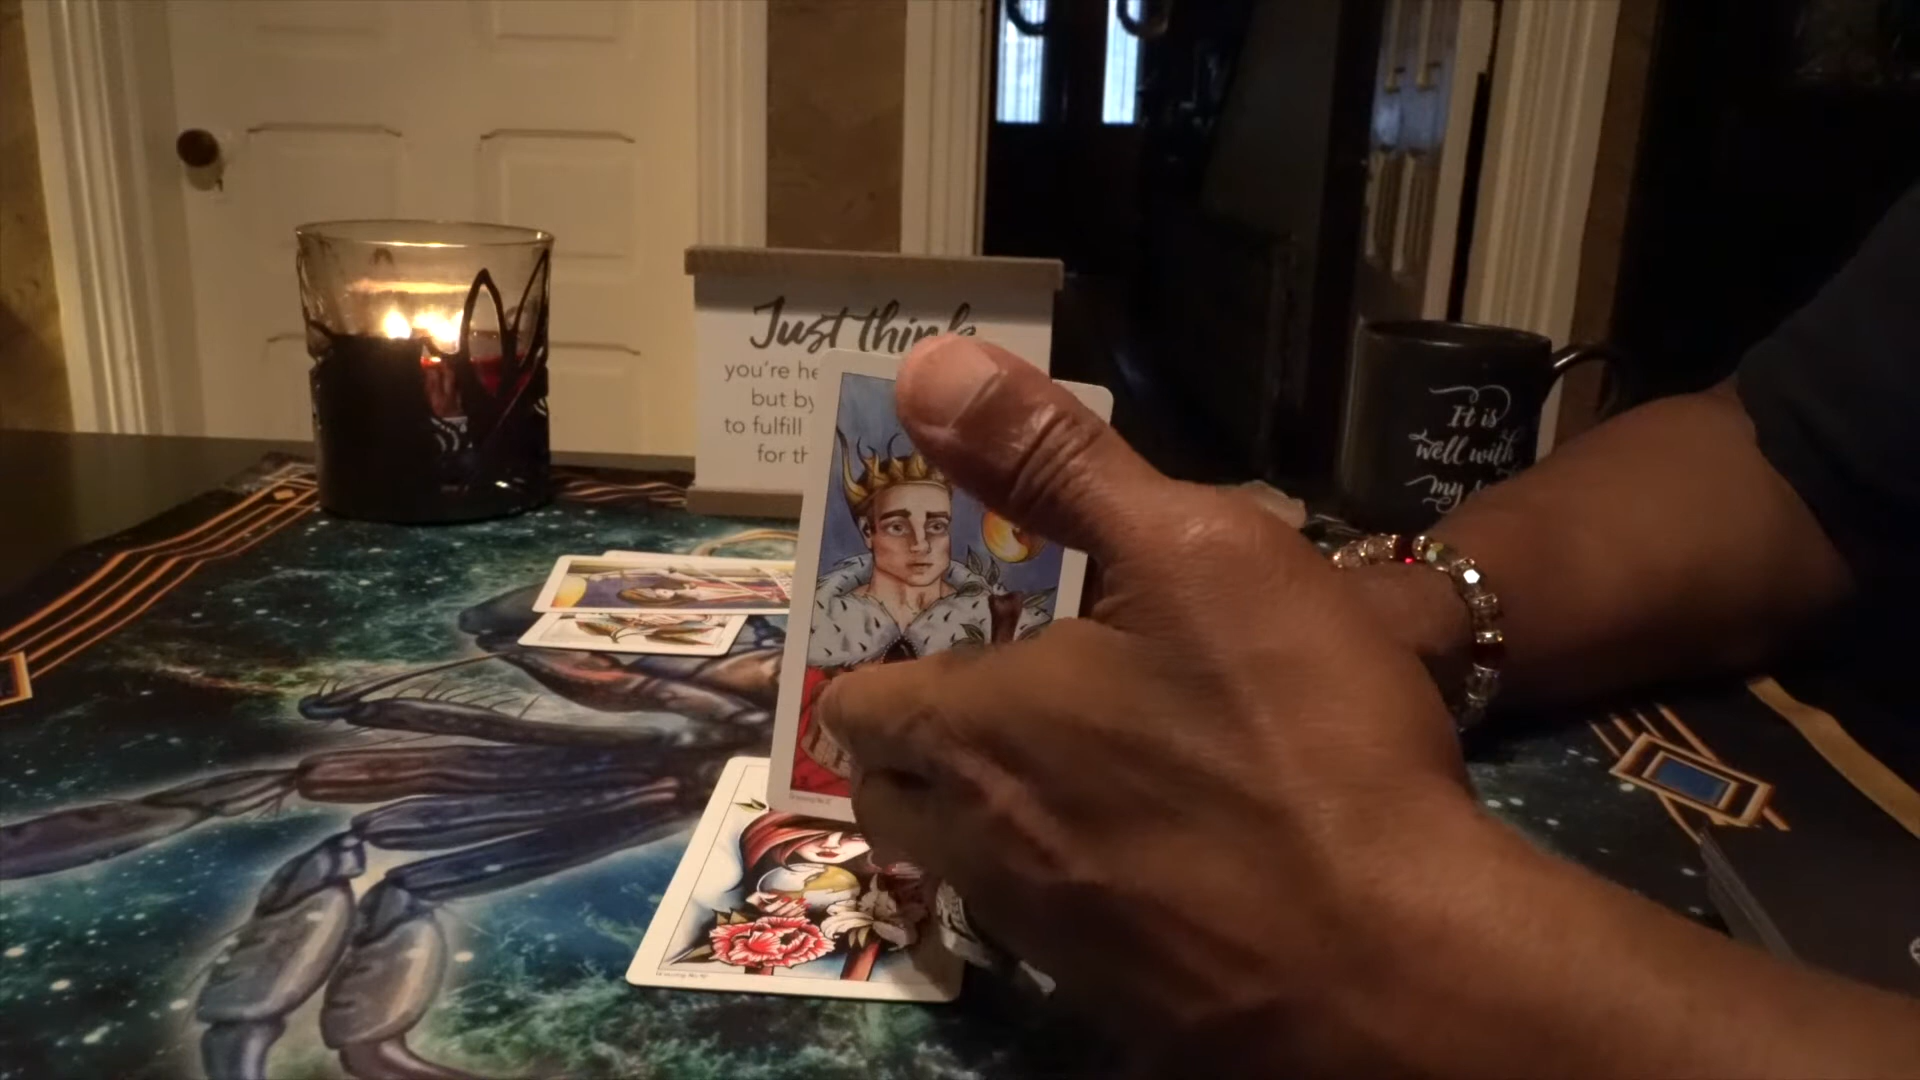 Just think
you're he
but by
to fulfill
for th
It is
well with
my s